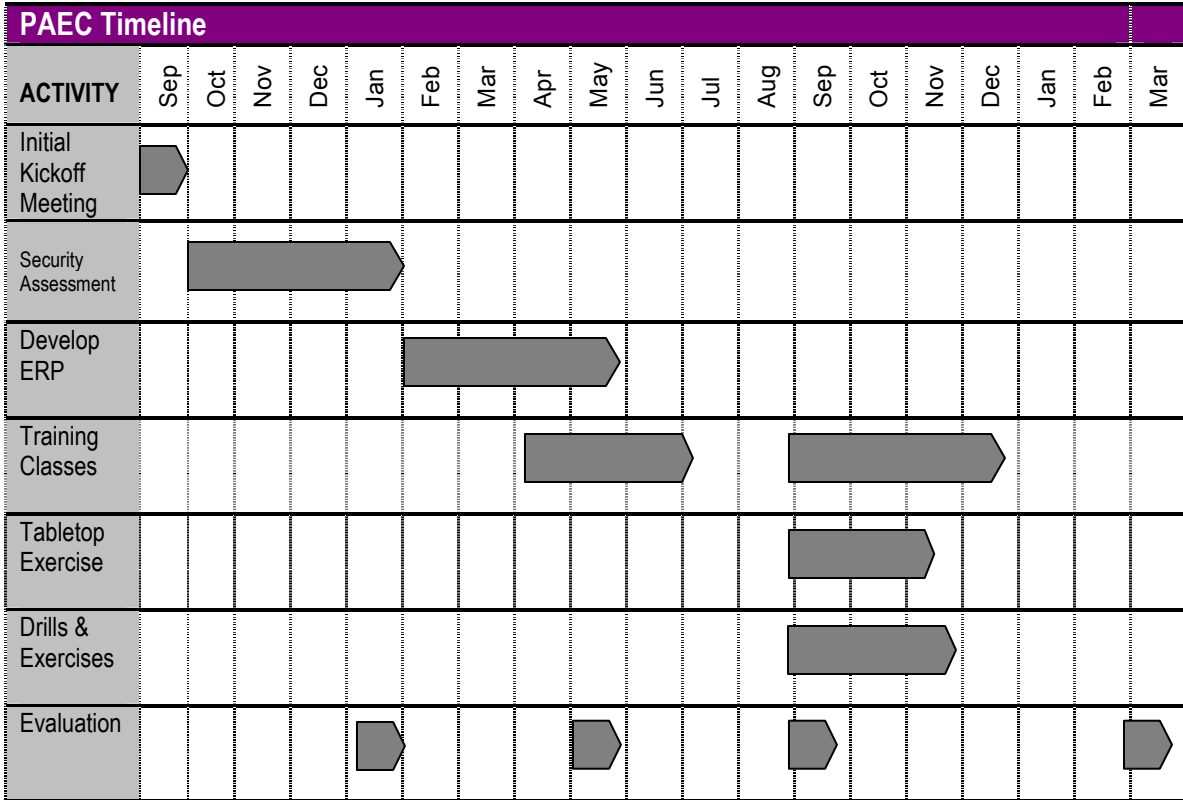 PAEC Timeline
ACTIVITY Sep Oct Nov Dec Jan Feb Mar Apr May Jun Jul Aug Sep Oct Nov Dec Jan Feb Mar
Initial
Kickoff
Meeting
Security
Assessment
Develop
ERP
Training
Classes
Tabletop
Exercise
Drills &
Exercises
Evaluation